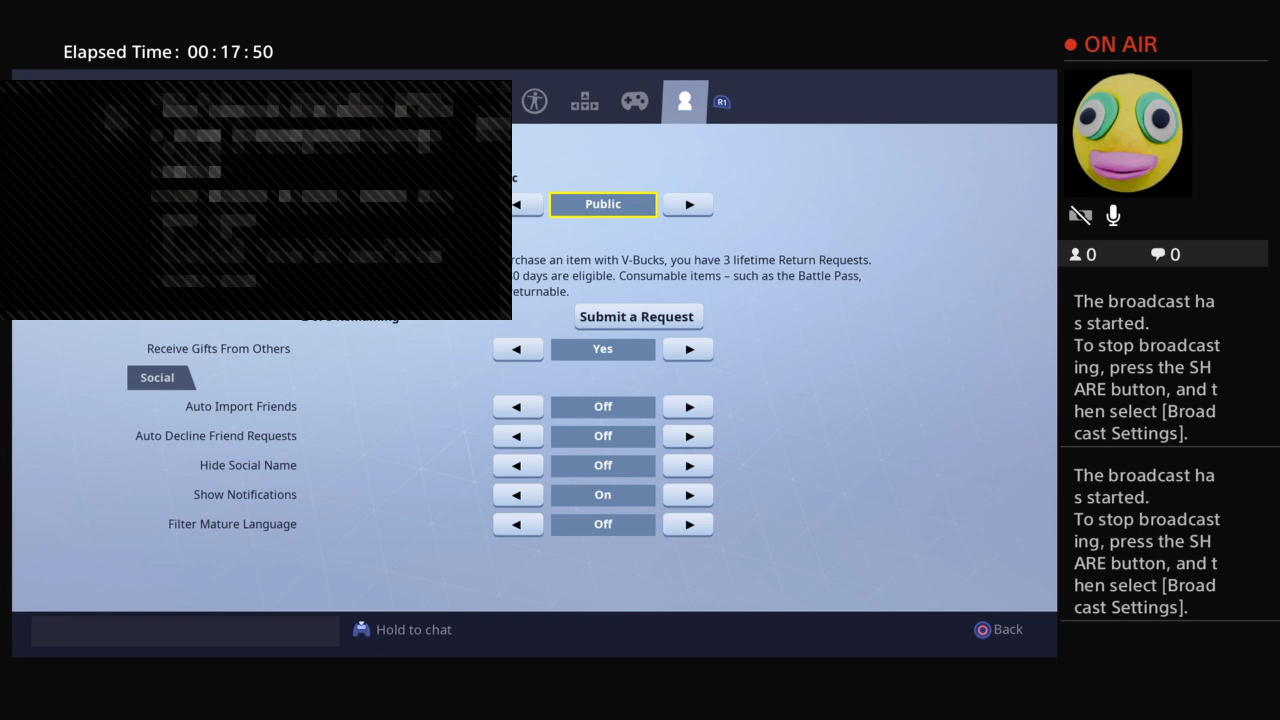 Elapsed Time: 00:17:50
ON AIR
R1
Public
rchase an item with V-Bucks, you have 3 lifetime Return Requests.
0 days are eligible. Consumable items – such as the Battle Pass,
eturnable.
Submit a Request
Receive Gifts From Others
Yes
Social
Auto Import Friends
Off
Auto Decline Friend Requests
Off
Hide Social Name
Off
Show Notifications
On
Filter Mature Language
Off
Hold to chat
Back
0
0
The broadcast ha
s started.
To stop broadcast
ing, press the SH
ARE button, and t
hen select [Broad
cast Settings].
The broadcast ha
s started.
To stop broadcast
ing, press the SH
ARE button, and t
hen select [Broad
cast Settings].